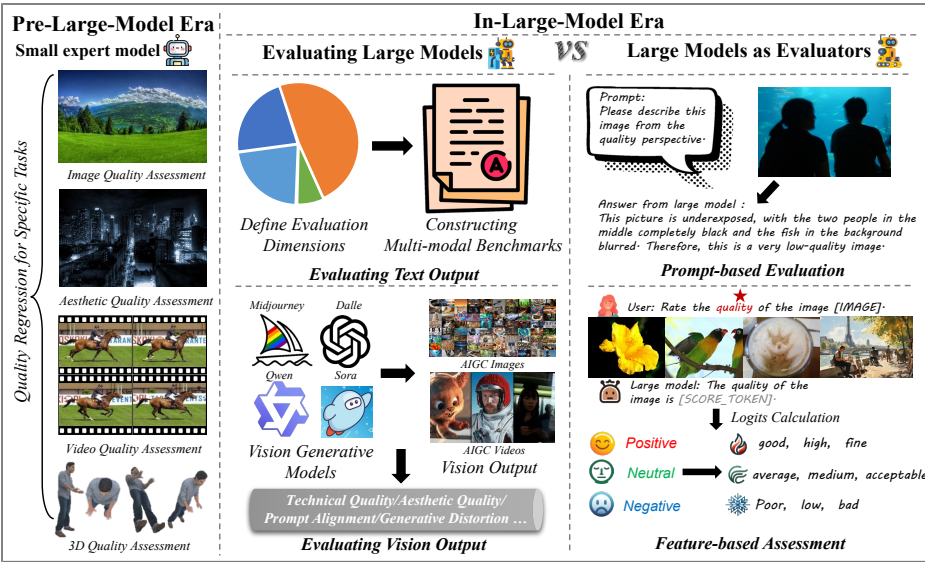 Pre-Large-Model Era
In-Large-Model Era
Small expert model
Quality Regression for Specific Tasks
Image Quality Assessment
Aesthetic Quality Assessment
Video Quality Assessment
3D Quality Assessment
Evaluating Large Models
VS
Large Models as Evaluators
A
Define Evaluation
Dimensions
Constructing
Multi-modal Benchmarks
Evaluating Text Output
Midjourney
Dalle
Qwen
Sora
AIGC Images
AIGC Videos
Vision Generative
Models
Vision Output
Technical Quality/Aesthetic Quality/
Prompt Alignment/Generative Distortion …
Evaluating Vision Output
Prompt:
Please describe this
image from the
quality perspective.
Answer from large model :
This picture is underexposed, with the two people in the
middle completely black and the fish in the background
blurred. Therefore, this is a very low-quality image.
Prompt-based Evaluation
User: Rate the quality of the image [IMAGE].
Large model: The quality of the
image is [SCORE_TOKEN].
Logits Calculation
Positive
good, high, fine
Neutral
average, medium, acceptable
Negative
Poor, low, bad
Feature-based Assessment